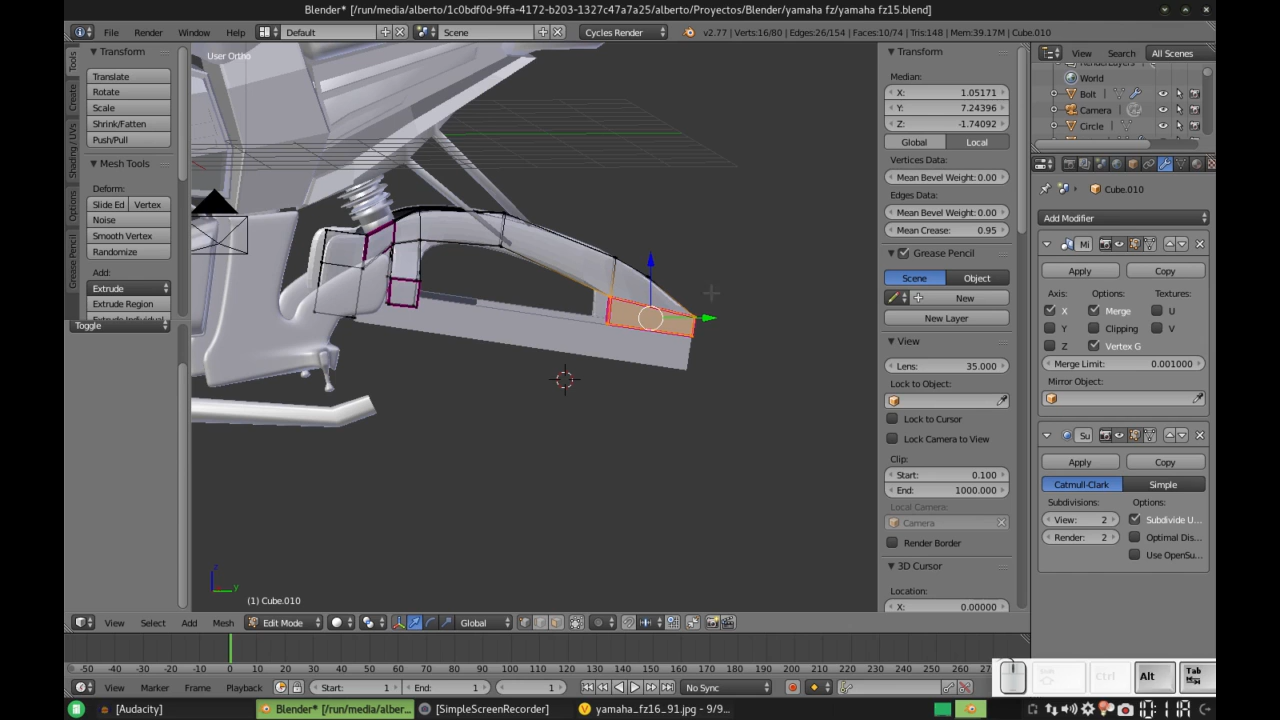 Blender* [/run/media/alberto/1c0bdf0d-9ffa-4172-b203-1327c47a7a25/alberto/Proyectos/Blender/yamaha fz/yamaha fz15.blend]
File Render Window Help Default Scene Cycles Render v2.77 | Verts:16/80 | Edges:26/154 | Faces:10/74 | Tris:148 | Mem:39.17M | Cube.010
Tools
Create
Shading / UVs
Options
Grease Pencil
Transform
Translate
Rotate
Scale
Shrink/Fatten
Push/Pull
Mesh Tools
Deform:
Slide Ed Vertex
Noise
Smooth Vertex
Randomize
Add:
Extrude
Extrude Region
Toggle
User Ortho
(1) Cube.010
Transform
Median:
X: 1.05171
Y: 7.24396
Z: -1.74092
Global Local
Vertices Data:
Mean Bevel Weight: 0.00
Edges Data:
Mean Bevel Weight: 0.00
Mean Crease: 0.95
Grease Pencil
Scene Object
New
New Layer
View
Lens: 35.000
Lock to Object:
Lock to Cursor
Lock Camera to View
Clip:
Start: 0.100
End: 1000.000
Local Camera:
Camera
Render Border
3D Cursor
Location:
X: 0.00000
View Search All Scenes
World
Bolt
Camera
Circle
Cube.010
Add Modifier
Mi
Apply Copy
Axis: Options: Textures:
X Merge U
Y Clipping V
Z Vertex G
Merge Limit: 0.001000
Mirror Object:
Su
Apply Copy
Catmull-Clark Simple
Subdivisions: Options:
View: 2 Subdivide U...
Render: 2 Optimal Dis...
Use OpenSu...
View Select Add Mesh Edit Mode Global
-50 -40 -30 -20 -10 0 10 20 30 40 50 60 70 80 90 100 110 120 130 140 150 160 170 180 190 200 210 220 230 240 250 260
View Marker Frame Playback Start: 1 End: 1 1 No Sync
Ctrl Alt Tab
[Audacity] Blender* [/run/media/alber... [SimpleScreenRecorder] yamaha_fz16_91.jpg - 9/9...